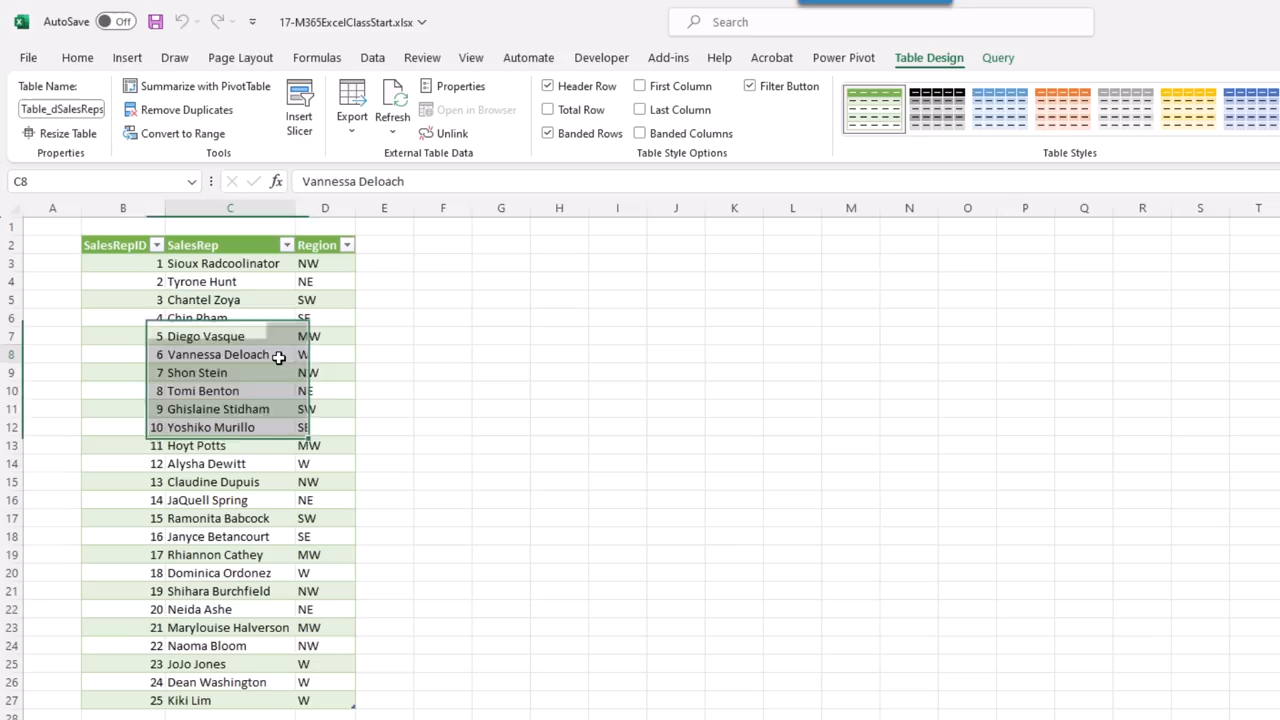 AutoSave Off 17-M365ExcelClassStart.xlsx Search
File Home Insert Draw Page Layout Formulas Data Review View Automate Developer Add-ins Help Acrobat Power Pivot Table Design Query
Table Name: Summarize with PivotTable Properties Header Row First Column Filter Button
Table_dSalesReps Remove Duplicates Insert Slicer Export Refresh Open in Browser Total Row Last Column
Resize Table Convert to Range Unlink Banded Rows Banded Columns
Properties Tools External Table Data Table Style Options Table Styles
C8 fx Vannessa Deloach
A B C D E F G H I J K L M N O P Q R S T
1
2 SalesRepID SalesRep Region
3 1 Sioux Radcoolinator NW
4 2 Tyrone Hunt NE
5 3 Chantel Zoya SW
6 4 Chin Pham SE
7 5 Diego Vasque MW
8 6 Vannessa Deloach W
9 7 Shon Stein NW
10 8 Tomi Benton NE
11 9 Ghislaine Stidham SW
12 10 Yoshiko Murillo SE
13 11 Hoyt Potts MW
14 12 Alysha Dewitt W
15 13 Claudine Dupuis NW
16 14 JaQuell Spring NE
17 15 Ramonita Babcock SW
18 16 Janyce Betancourt SE
19 17 Rhiannon Cathey MW
20 18 Dominica Ordonez W
21 19 Shihara Burchfield NW
22 20 Neida Ashe NE
23 21 Marylouise Halverson MW
24 22 Naoma Bloom NW
25 23 JoJo Jones W
26 24 Dean Washington W
27 25 Kiki Lim W
28